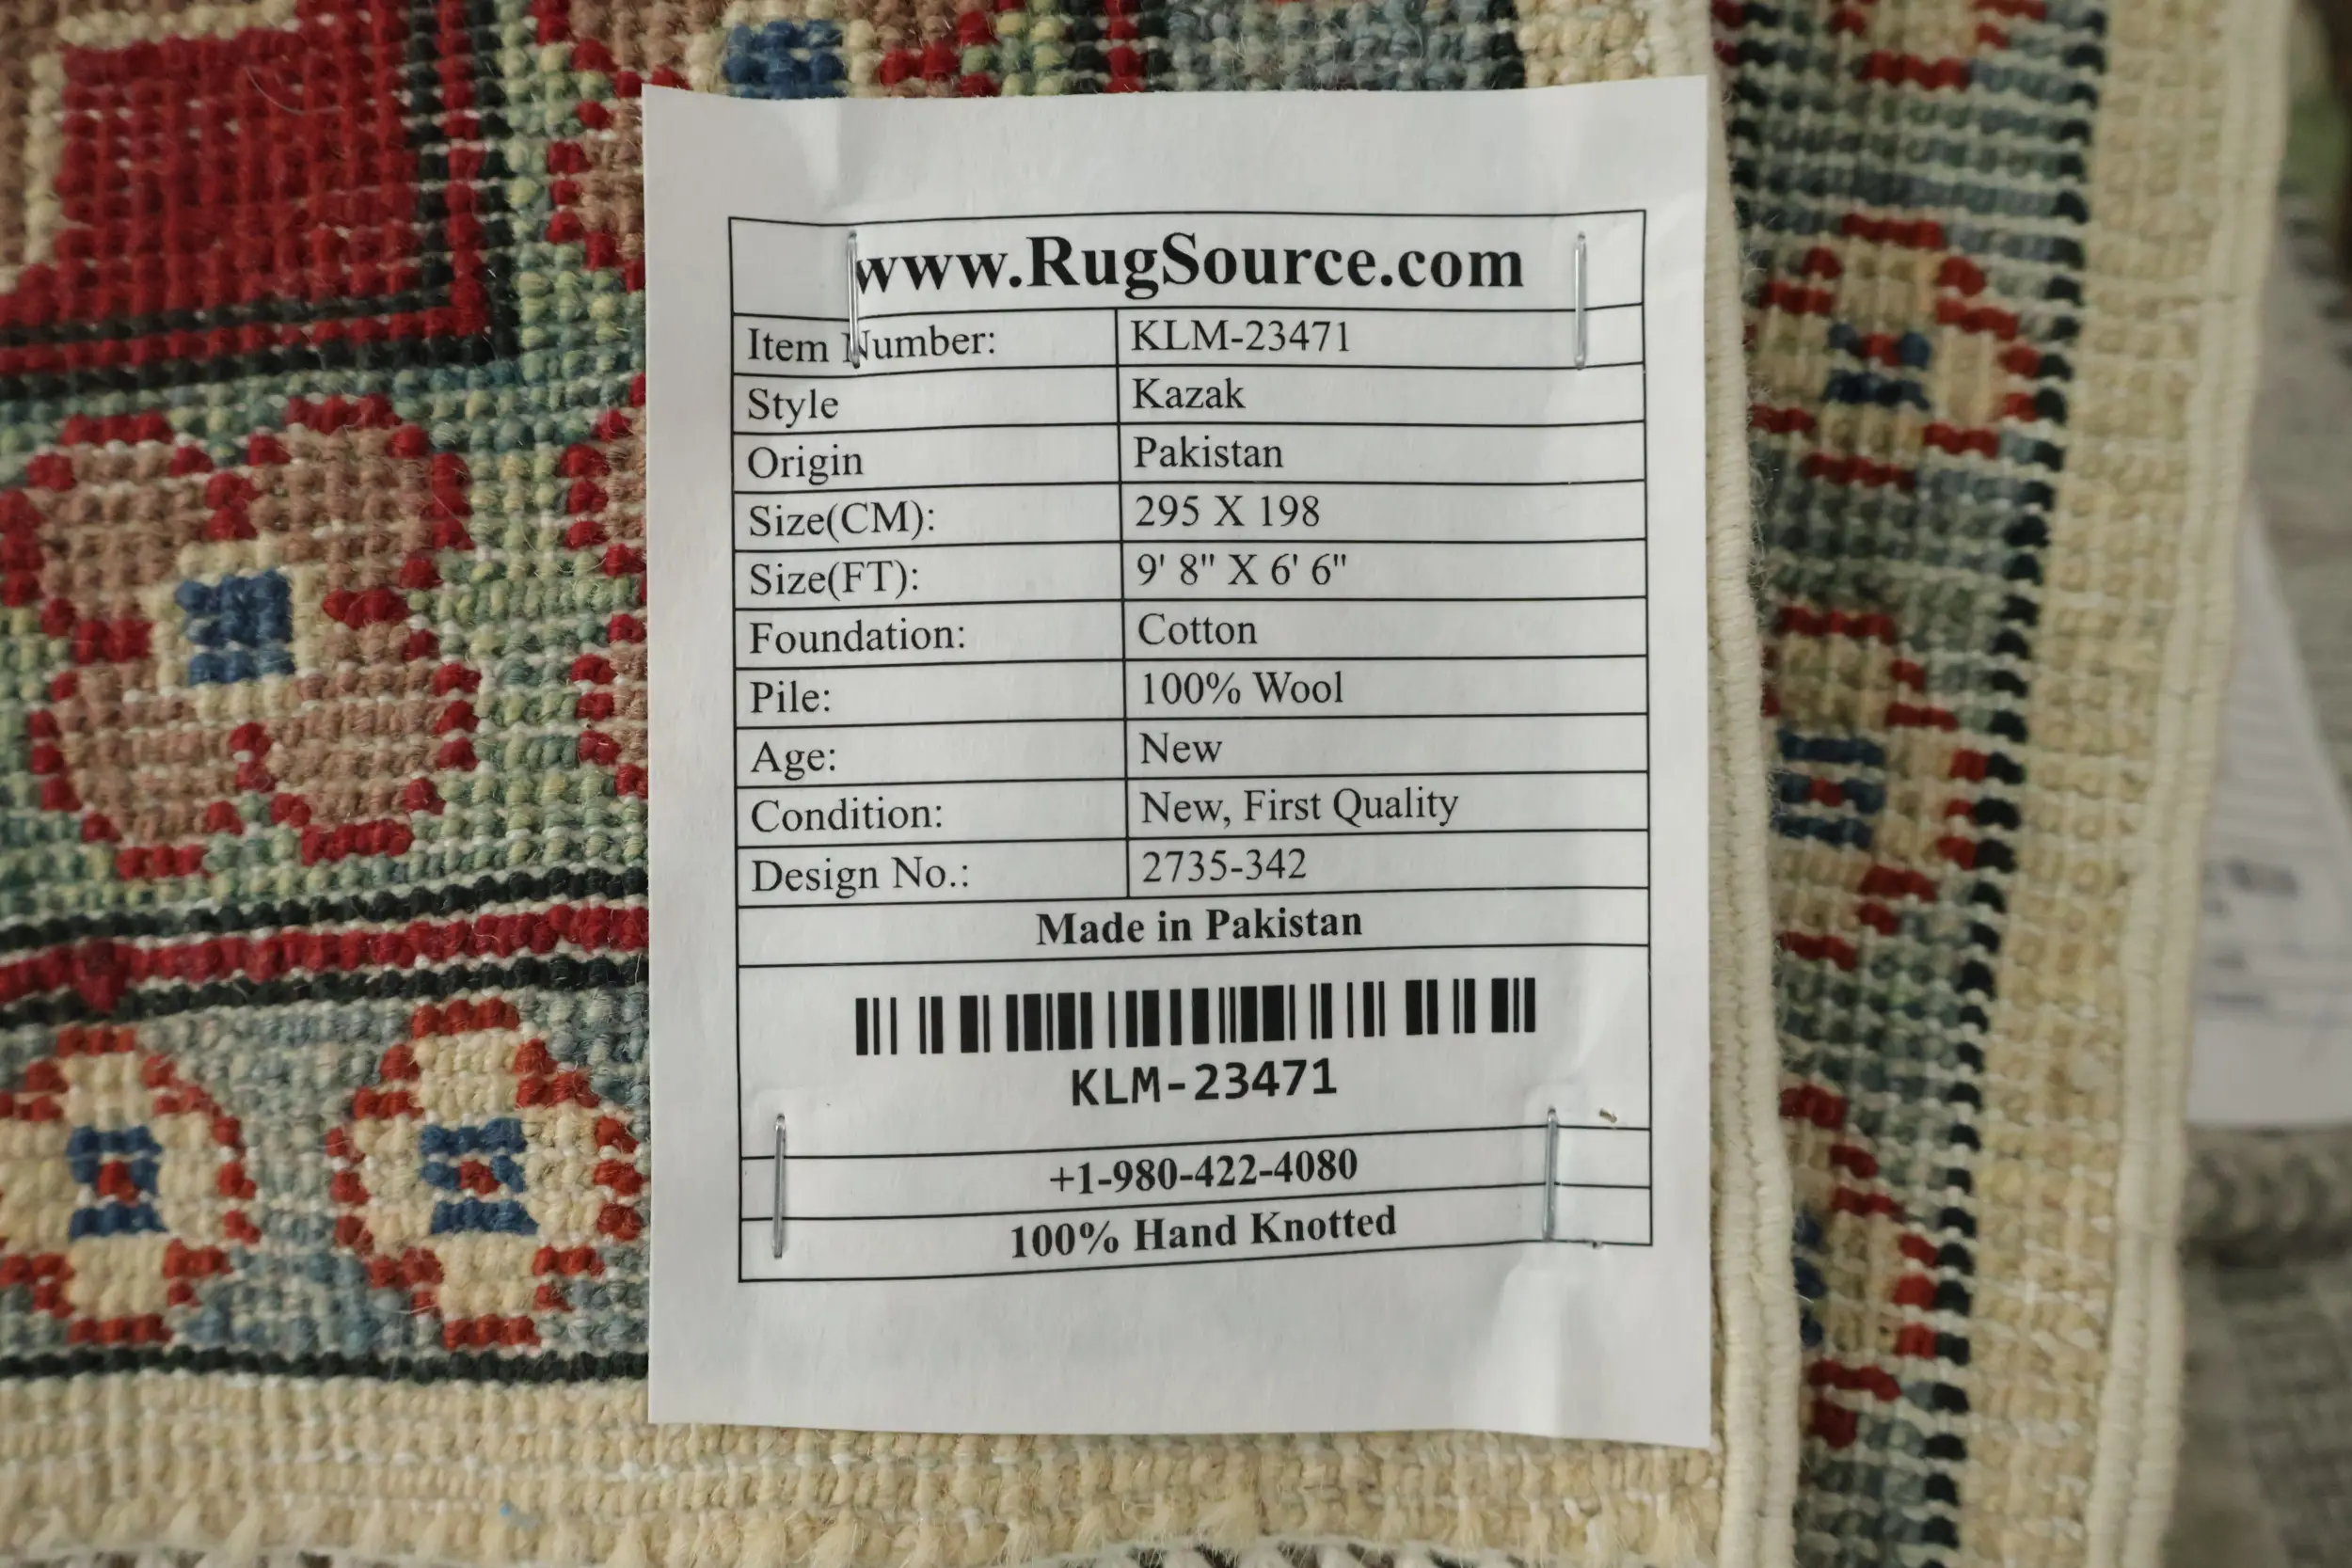 www.RugSource.com
Item Number: KLM-23471
Style Kazak
Origin Pakistan
Size(CM): 295 X 198
Size(FT): 9' 8" X 6' 6"
Foundation: Cotton
Pile: 100% Wool
Age: New
Condition: New, First Quality
Design No.: 2735-342
Made in Pakistan
KLM-23471
+1-980-422-4080
100% Hand Knotted